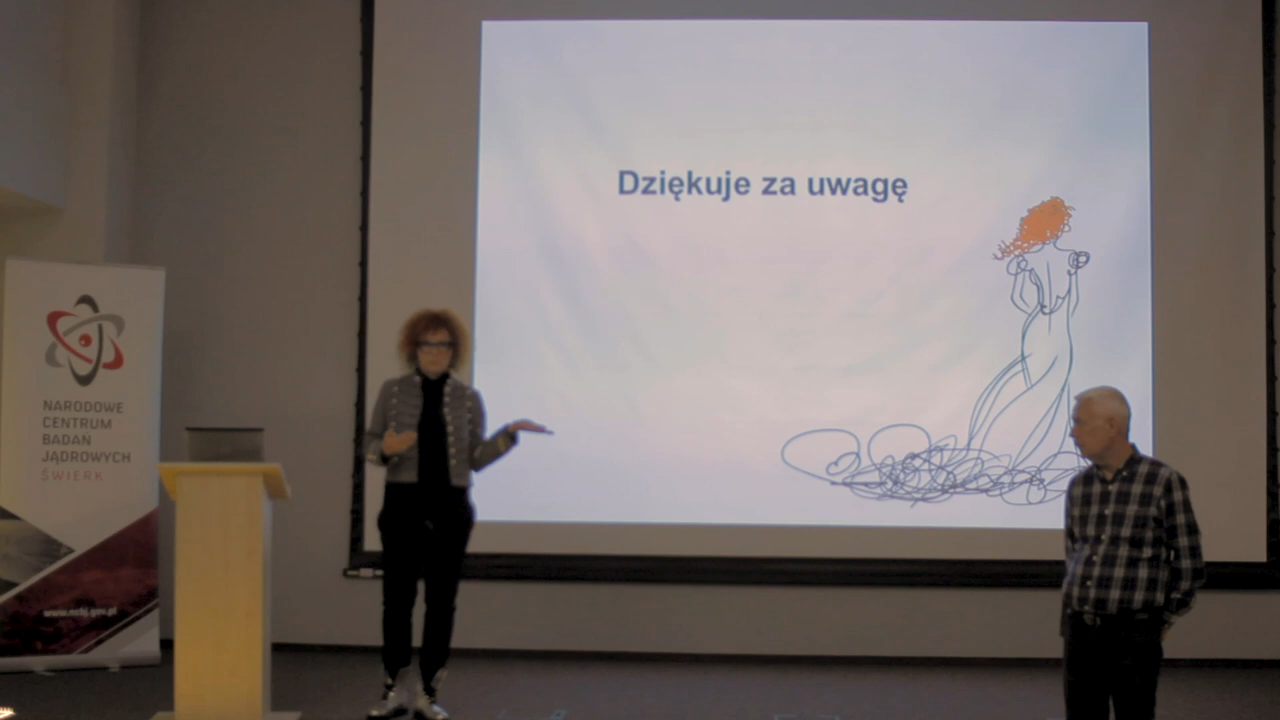 Dziękuje za uwagę
NARODOWE
CENTRUM
BADAŃ
JĄDROWYCH
ŚWIERK
www.ncbj.gov.pl